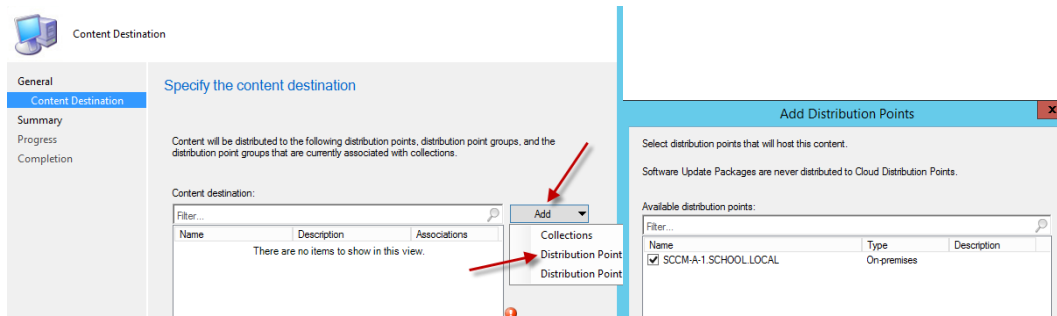 Content Destination
General
Content Destination
Summary
Progress
Completion
Specify the content destination
Content will be distributed to the following distribution points, distribution point groups, and the
distribution point groups that are currently associated with collections.
Content destination:
Filter...
Add
Name Description Associations
There are no items to show in this view.
Collections
Distribution Point
Distribution Point
Add Distribution Points
x
Select distribution points that will host this content.
Software Update Packages are never distributed to Cloud Distribution Points.
Available distribution points:
Filter...
Name Type Description
SCCM-A-1.SCHOOL.LOCAL On-premises